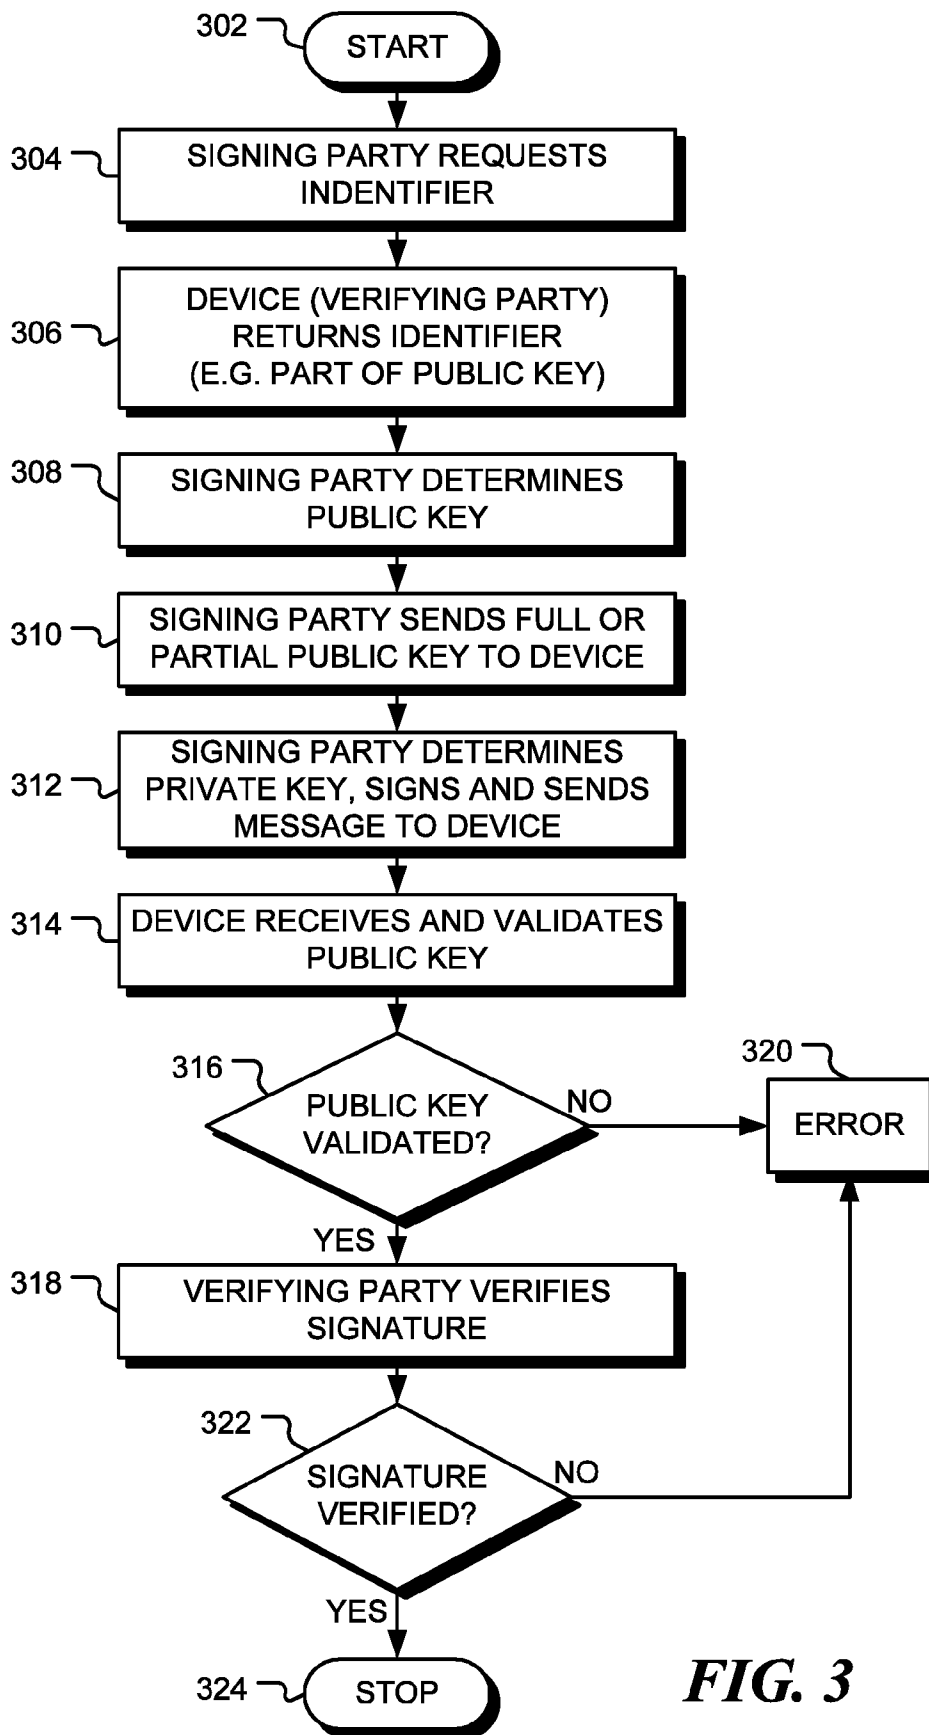 302
START
304
SIGNING PARTY REQUESTS
INDENTIFIER
306
DEVICE (VERIFYING PARTY)
RETURNS IDENTIFIER
(E.G. PART OF PUBLIC KEY)
308
SIGNING PARTY DETERMINES
PUBLIC KEY
310
SIGNING PARTY SENDS FULL OR
PARTIAL PUBLIC KEY TO DEVICE
312
SIGNING PARTY DETERMINES
PRIVATE KEY, SIGNS AND SENDS
MESSAGE TO DEVICE
314
DEVICE RECEIVES AND VALIDATES
PUBLIC KEY
316
PUBLIC KEY
VALIDATED?
NO
320
ERROR
YES
318
VERIFYING PARTY VERIFIES
SIGNATURE
322
SIGNATURE
VERIFIED?
NO
YES
324
STOP
FIG. 3